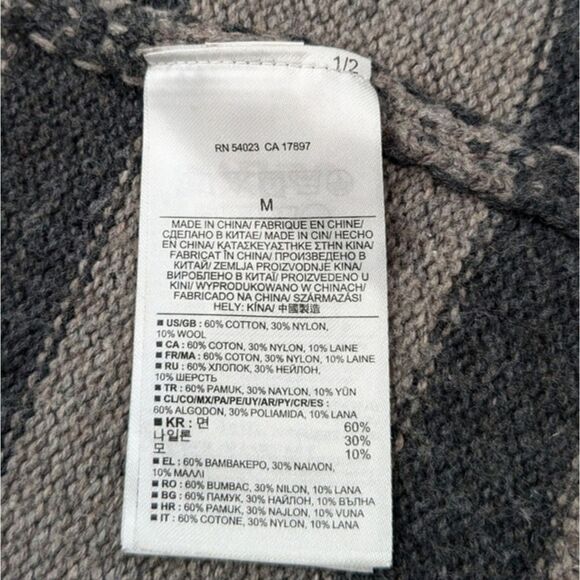 1/2
RN 54023 CA 17897
M
MADE IN CHINA/ FABRIQUE EN CHINE/
СДЕЛАНО В КИТАЕ/ MADE IN CIN/ HECHO
EN CHINA/ ΚΑΤΑΣΚΕΥΑΣΤΗΚΕ ΣΤΗΝ ΚΙΝΑ/
FABRICAT ÎN CHINA/ ПРОИЗВЕДЕНО В
КИТАЙ/ ZEMLJA PROIZVODNJE KINA/
ВИРОБЛЕНО В КИТАЇ/ PROIZVEDENO U
KINI/ WYPRODUKOWANO W CHINACH/
FABRICADO NA CHINA/ SZÁRMAZÁSI
HELY: KÍNA/ 中國製造
■ US/GB : 60% COTTON, 30% NYLON,
10% WOOL
■ CA : 60% COTON, 30% NYLON, 10% LAINE
■ FR/MA : 60% COTON, 30% NYLON, 10% LAINE
■ RU : 60% ХЛОПОК, 30% НЕЙЛОН,
10% ШЕРСТЬ
■ TR : 60% PAMUK, 30% NAYLON, 10% YÜN
■ CL/CO/MX/PA/PE/UY/AR/PY/CR/ES :
60% ALGODON, 30% POLIAMIDA, 10% LANA
■ KR : 면 60%
나일론 30%
모 10%
■ EL : 60% ΒΑΜΒΑΚΕΡΟ, 30% ΝΑΙΛΟΝ,
10% ΜΑΛΛΙ
■ RO : 60% BUMBAC, 30% NILON, 10% LANA
■ BG : 60% ПАМУК, 30% НАЙЛОН, 10% ВЪЛНА
■ HR : 60% PAMUK, 30% NAJLON, 10% VUNA
■ IT : 60% COTONE, 30% NYLON, 10% LANA